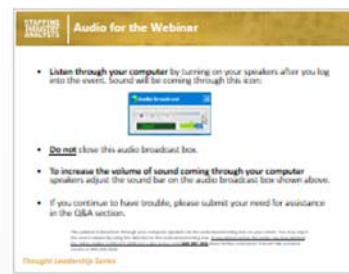 STAFFING
INDUSTRY
ANALYSTS
Audio for the Webinar
• Listen through your computer by turning on your speakers after you log
into the event. Sound will be coming through this icon:
Audio Broadcast
• Do not close this audio broadcast box.
• To increase the volume of sound coming through your computer
speakers adjust the sound bar on the audio broadcast box shown above.
• If you continue to have trouble, please submit your need for assistance
in the Q&A section.
Thought Leadership Series